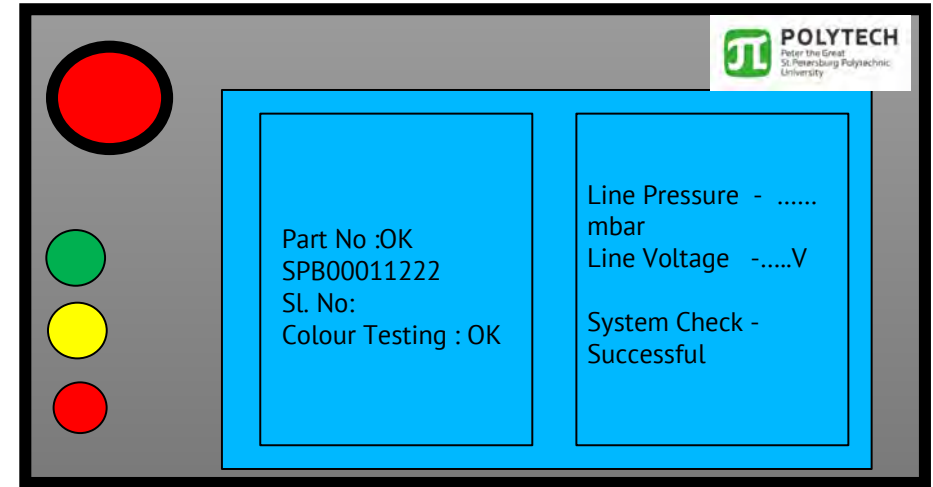 POLYTECH
Peter the Great
St.Petersburg Polytechnic
University
Part No :OK
SPB00011222
Sl. No:
Colour Testing : OK
Line Pressure - ......
mbar
Line Voltage -.....V
System Check -
Successful